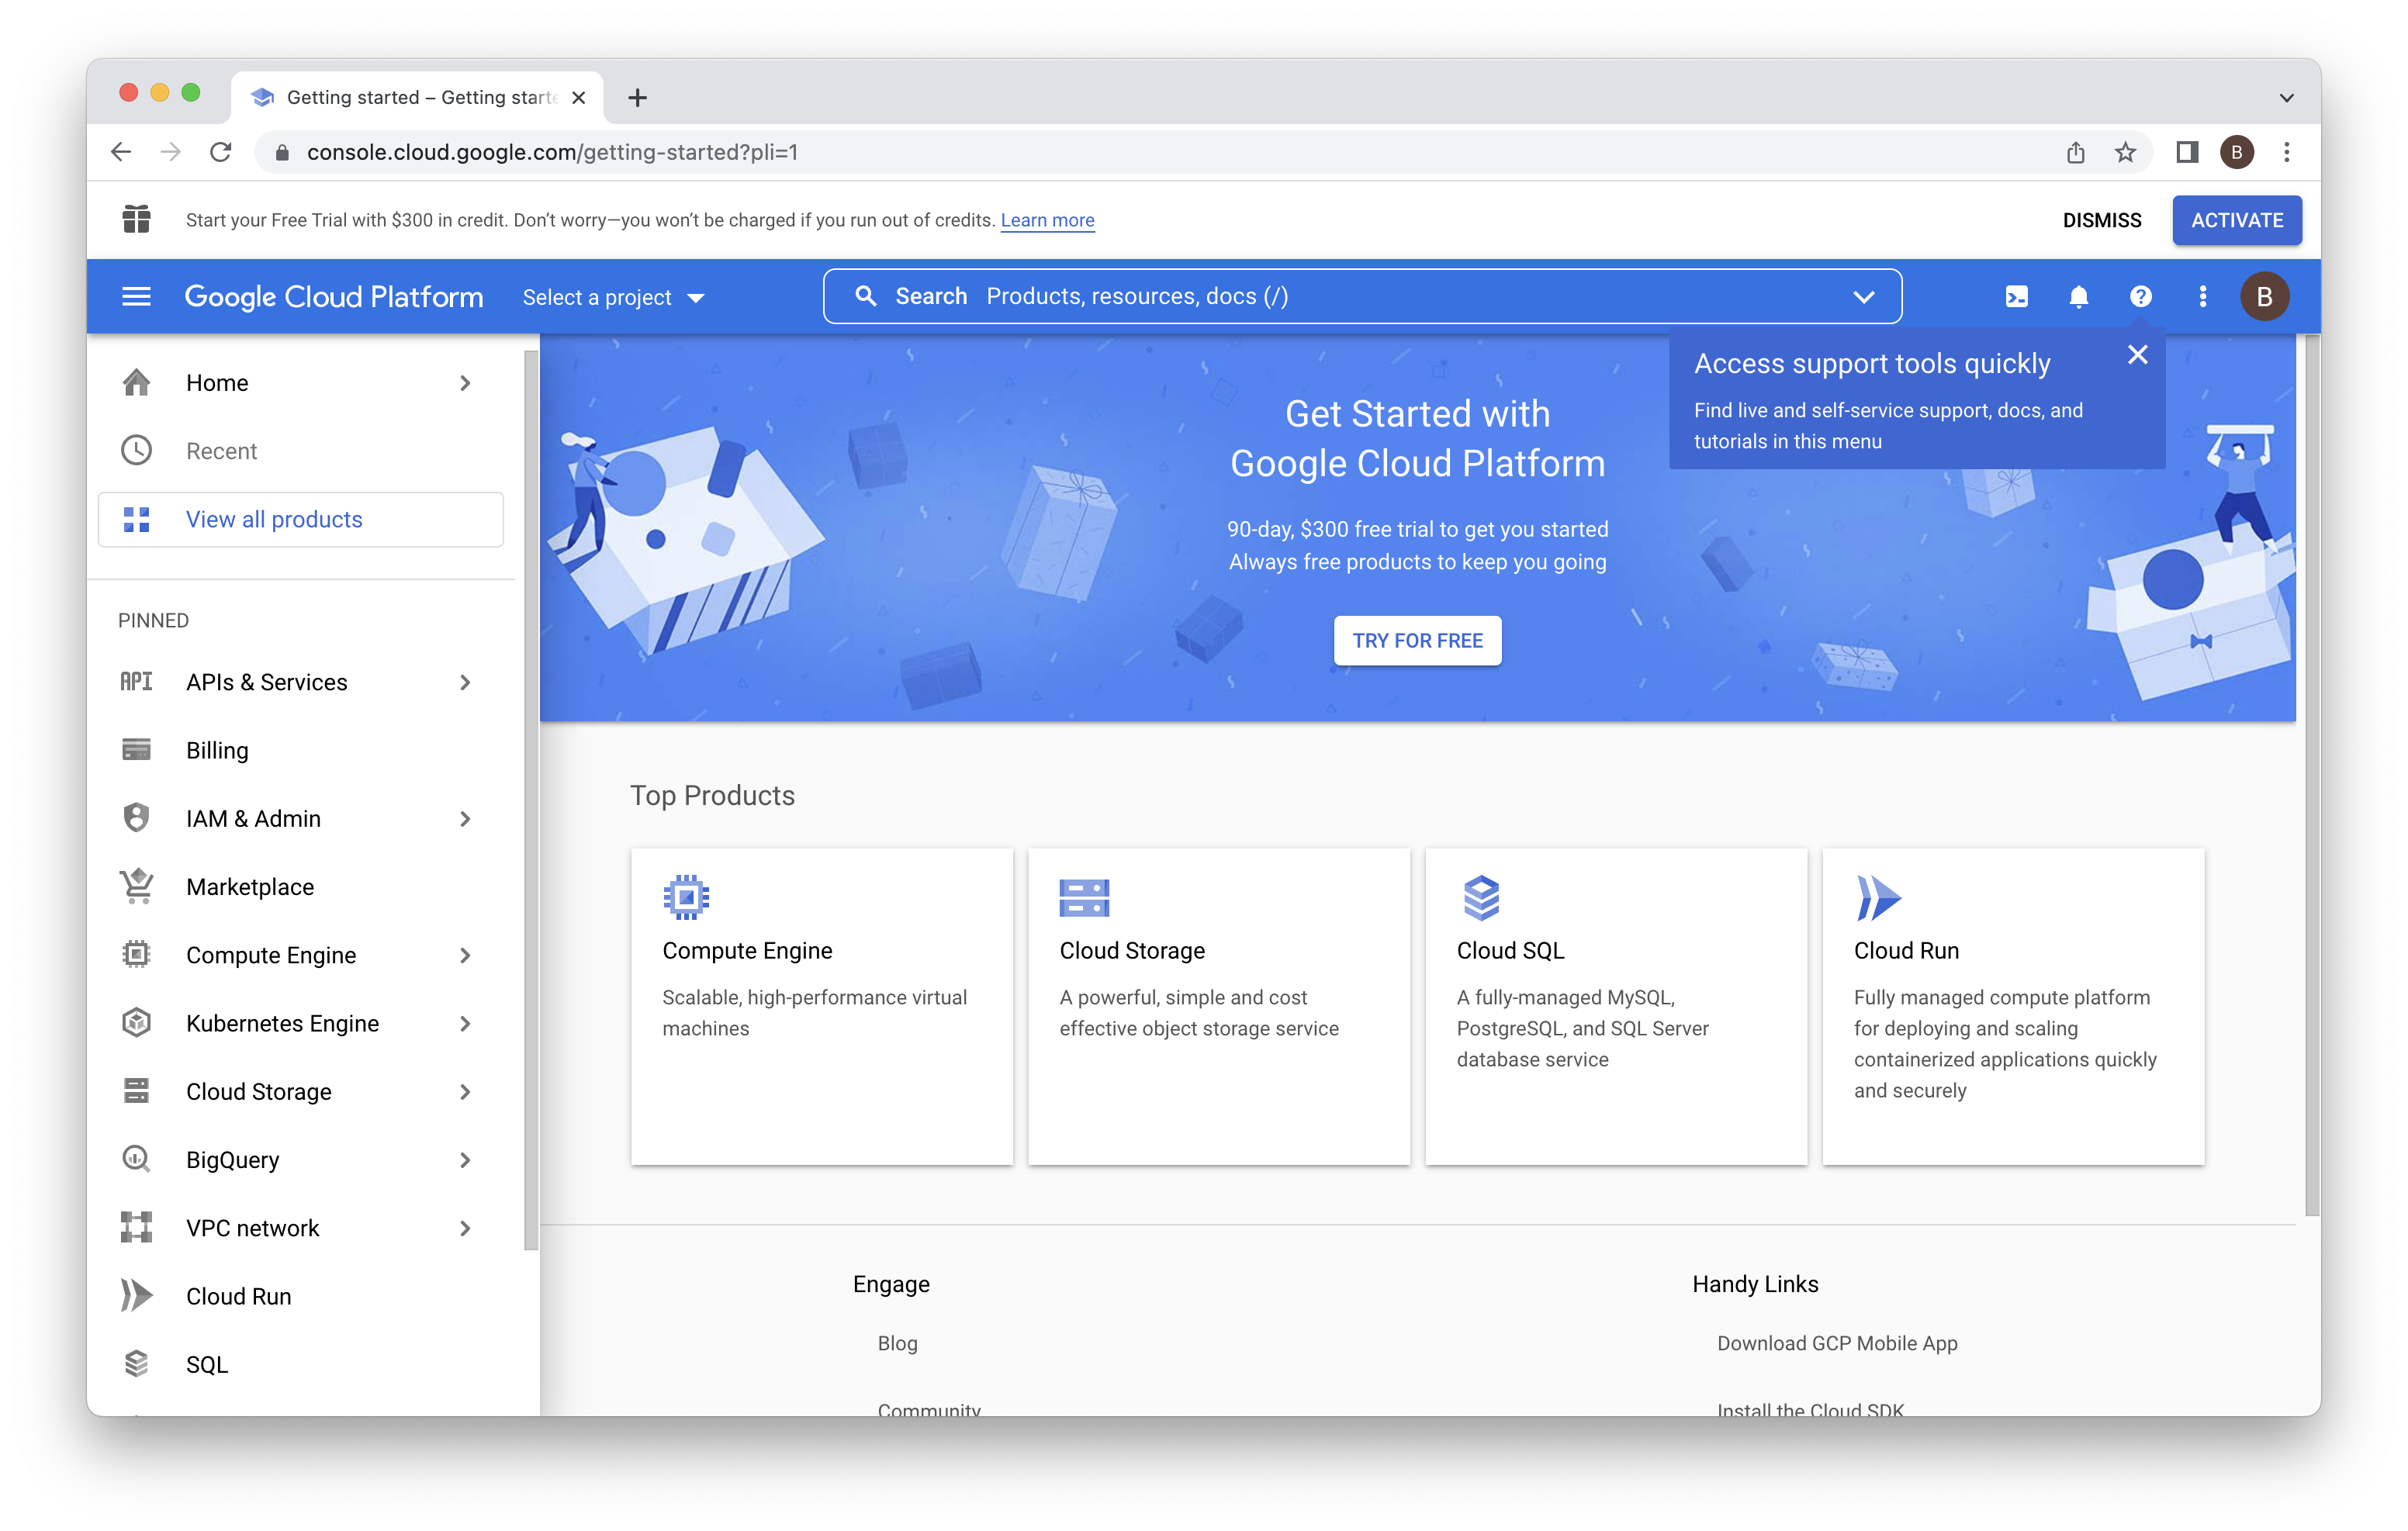 Getting started – Getting starte
console.cloud.google.com/getting-started?pli=1
B
Start your Free Trial with $300 in credit. Don't worry—you won't be charged if you run out of credits. Learn more
DISMISS
ACTIVATE
Google Cloud Platform
Select a project
Search Products, resources, docs (/)
B
Home
Recent
View all products
PINNED
API APIs & Services
Billing
IAM & Admin
Marketplace
Compute Engine
Kubernetes Engine
Cloud Storage
BigQuery
VPC network
Cloud Run
SQL
Get Started with
Google Cloud Platform
90-day, $300 free trial to get you started
Always free products to keep you going
TRY FOR FREE
Access support tools quickly
Find live and self-service support, docs, and
tutorials in this menu
Top Products
Compute Engine
Scalable, high-performance virtual
machines
Cloud Storage
A powerful, simple and cost
effective object storage service
Cloud SQL
A fully-managed MySQL,
PostgreSQL, and SQL Server
database service
Cloud Run
Fully managed compute platform
for deploying and scaling
containerized applications quickly
and securely
Engage
Blog
Community
Handy Links
Download GCP Mobile App
Install the Cloud SDK